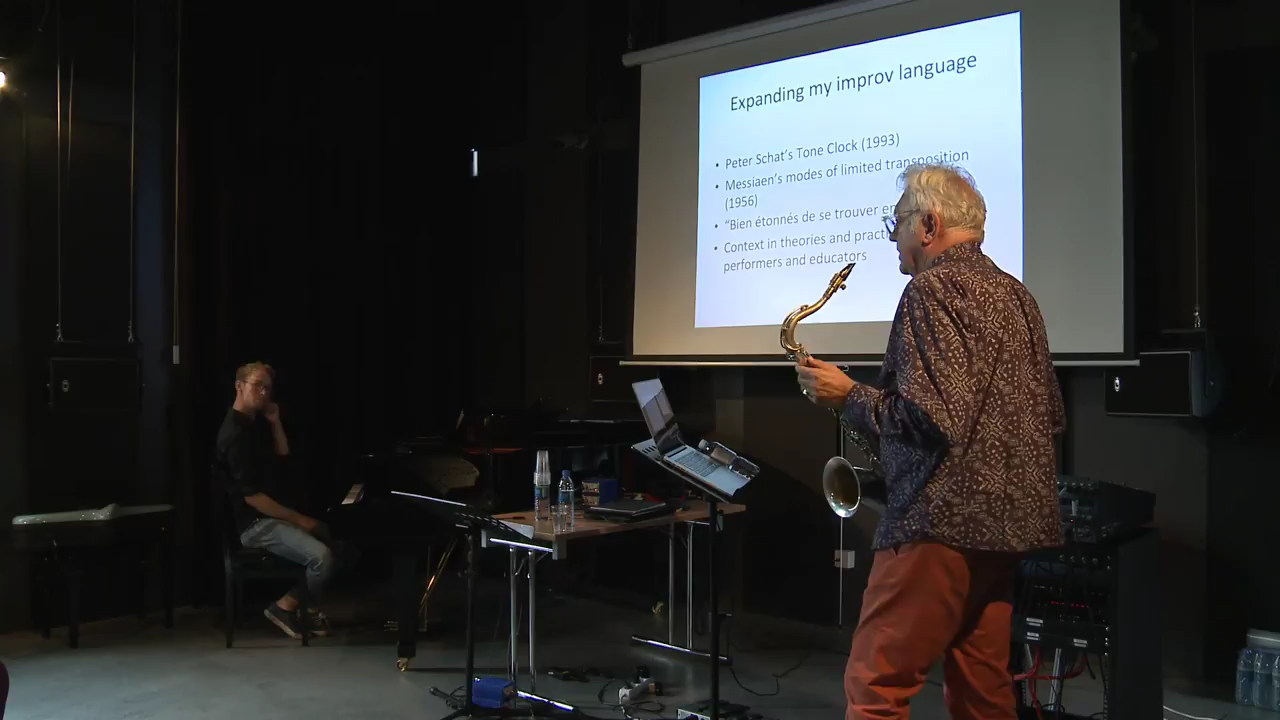 Expanding my improv language
• Peter Schat's Tone Clock (1993)
• Messiaen's modes of limited transposition
(1956)
• "Bien étonnés de se trouver
• Context in theories and
performers and educators